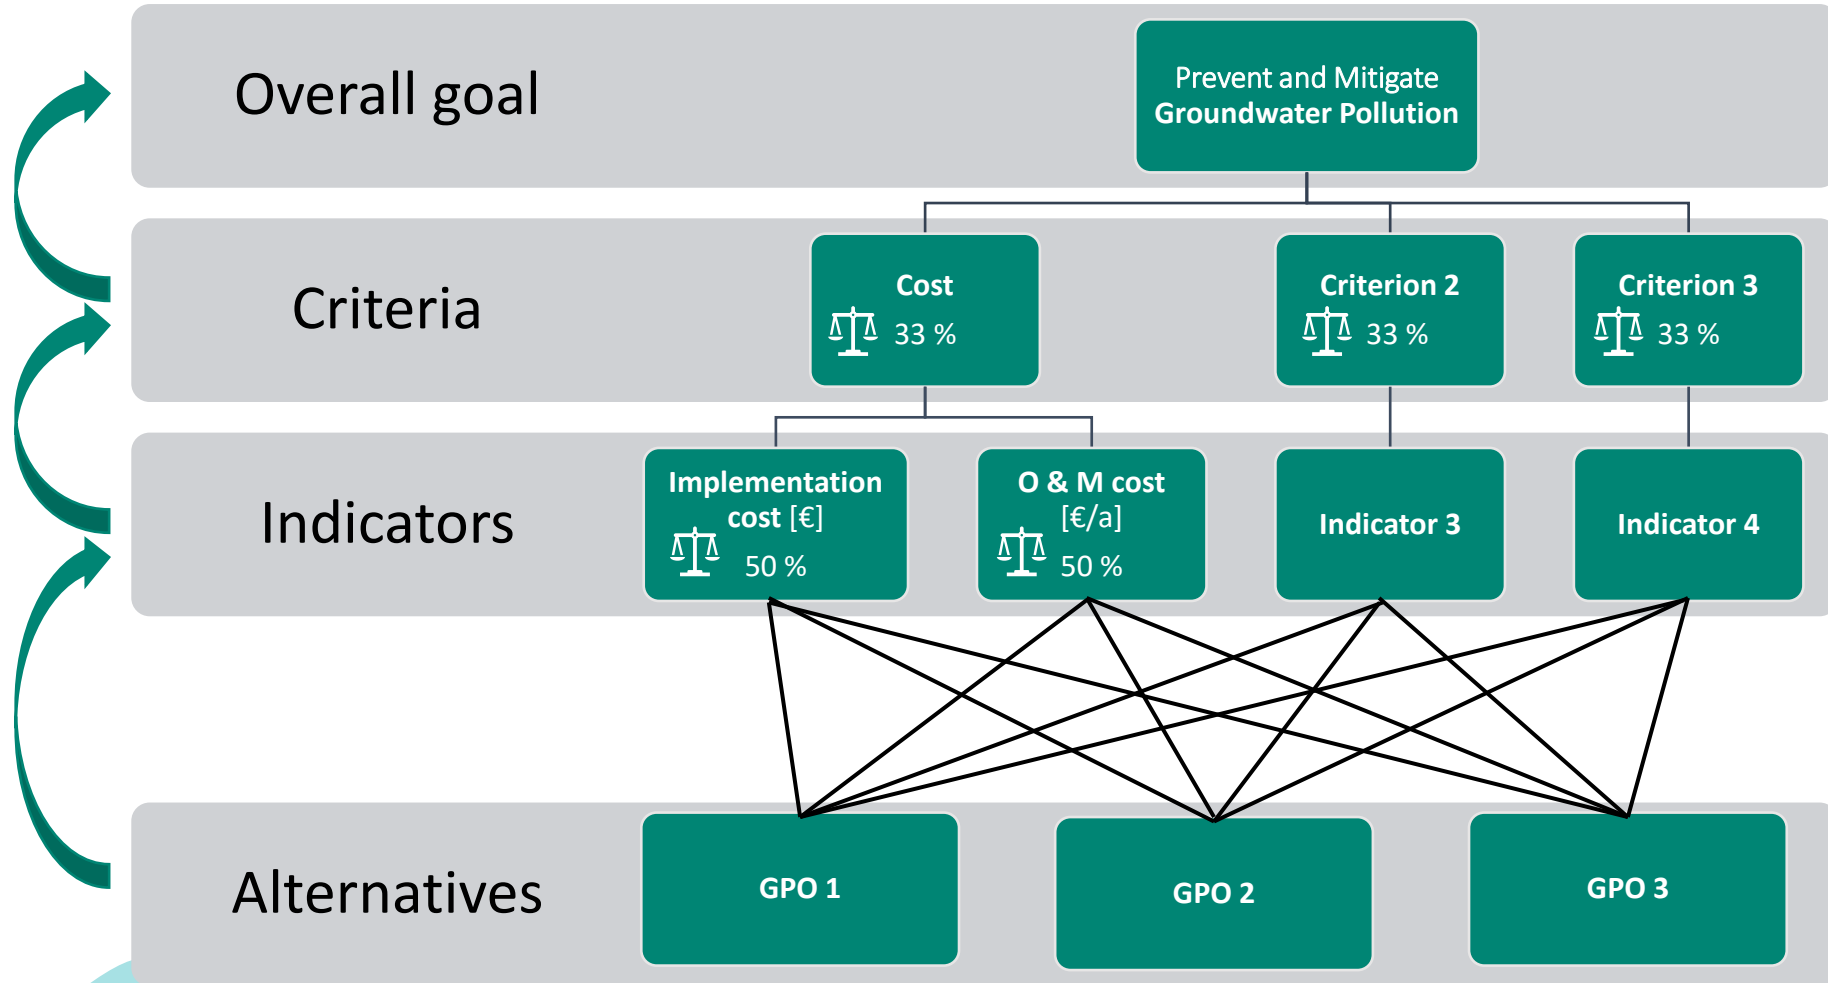 Overall goal
Prevent and Mitigate
Groundwater Pollution
Criteria
Cost
33 %
Criterion 2
33 %
Criterion 3
33 %
Indicators
Implementation
cost [€]
50 %
O & M cost
[€/a]
50 %
Indicator 3
Indicator 4
Alternatives
GPO 1
GPO 2
GPO 3